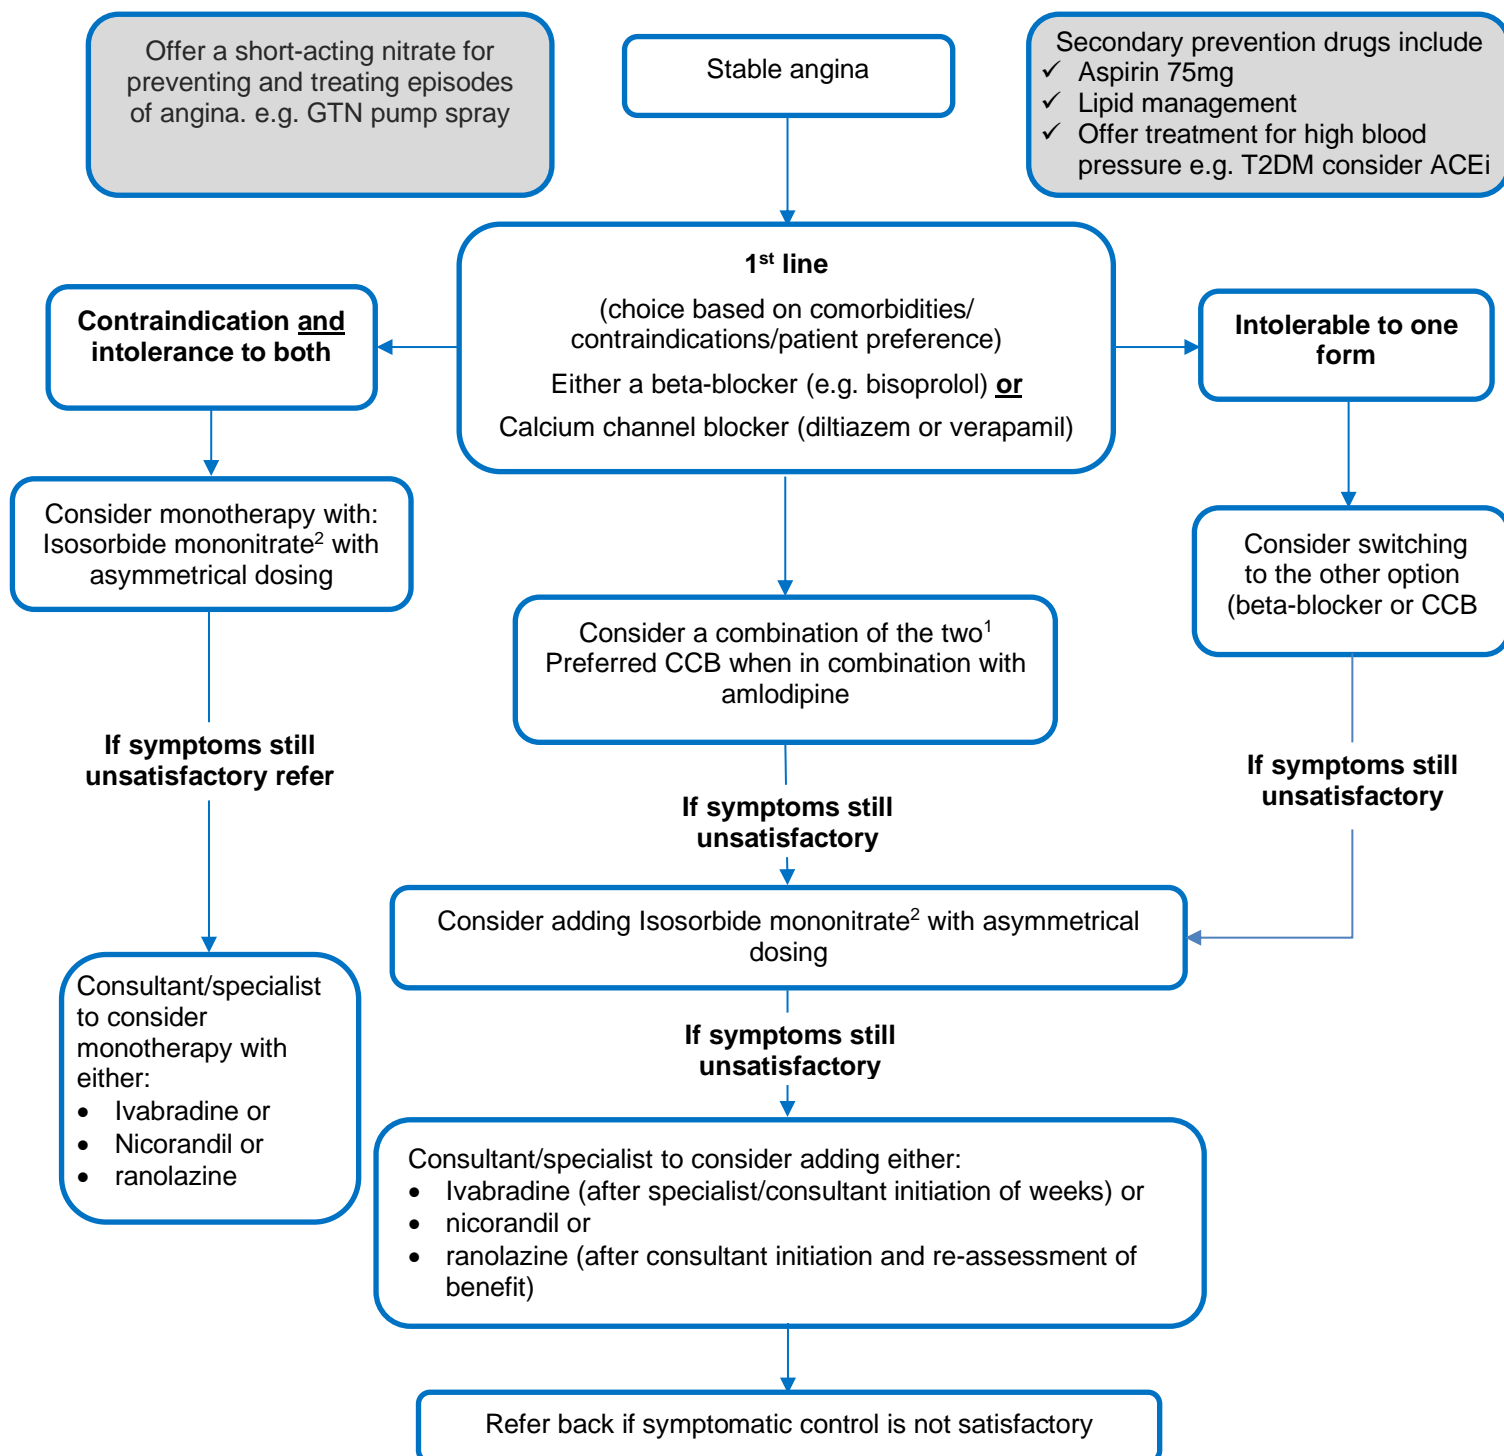 Offer a short-acting nitrate for
preventing and treating episodes
of angina. e.g. GTN pump spray
Stable angina
Secondary prevention drugs include
✓ Aspirin 75mg
✓ Lipid management
✓ Offer treatment for high blood
pressure e.g. T2DM consider ACEi
1st line
(choice based on comorbidities/
contraindications/patient preference)
Either a beta-blocker (e.g. bisoprolol) or
Calcium channel blocker (diltiazem or verapamil)
Contraindication and
intolerance to both
Intolerable to one
form
Consider monotherapy with:
Isosorbide mononitrate2 with
asymmetrical dosing
Consider switching
to the other option
(beta-blocker or CCB
Consider a combination of the two1
Preferred CCB when in combination with
amlodipine
If symptoms still
unsatisfactory refer
If symptoms still
unsatisfactory
If symptoms still
unsatisfactory
Consider adding Isosorbide mononitrate2 with asymmetrical
dosing
Consultant/specialist
to consider
monotherapy with
either:
• Ivabradine or
• Nicorandil or
• ranolazine
If symptoms still
unsatisfactory
Consultant/specialist to consider adding either:
• Ivabradine (after specialist/consultant initiation of weeks) or
• nicorandil or
• ranolazine (after consultant initiation and re-assessment of
benefit)
Refer back if symptomatic control is not satisfactory